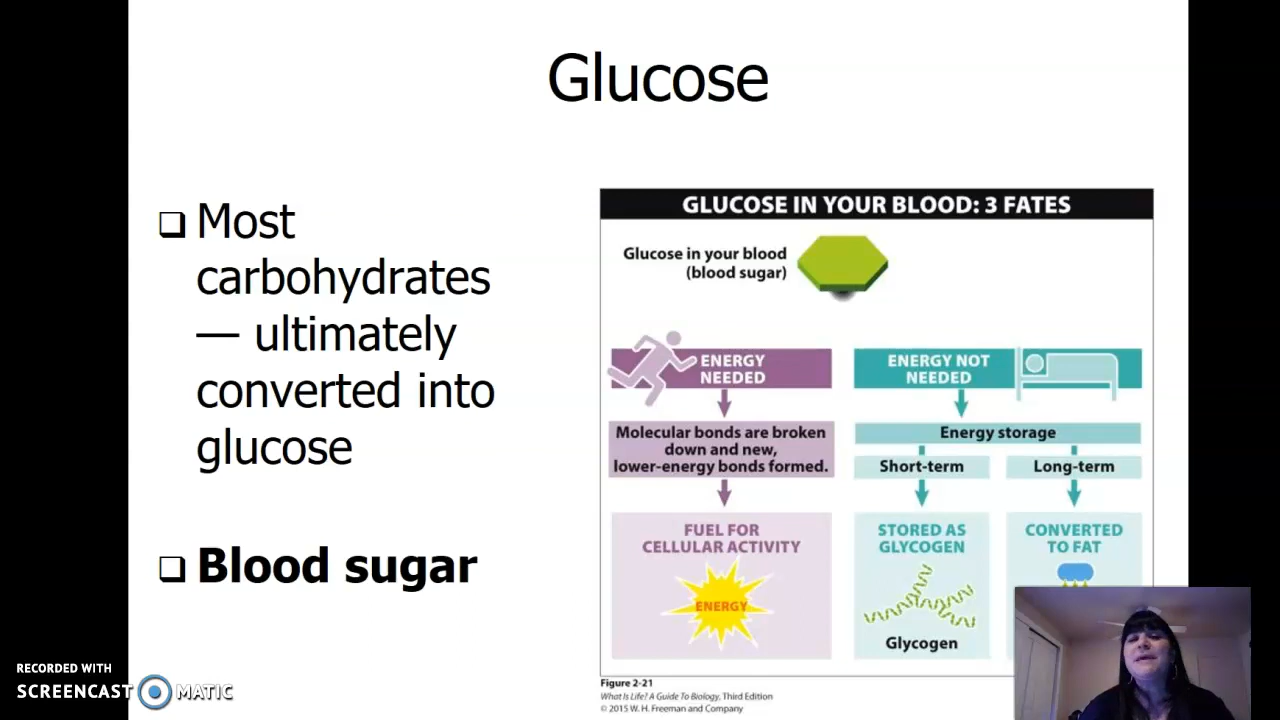 Glucose
Most
carbohydrates
— ultimately
converted into
glucose
Blood sugar
GLUCOSE IN YOUR BLOOD: 3 FATES
Glucose in your blood
(blood sugar)
ENERGY
NEEDED
Molecular bonds are broken
down and new,
lower-energy bonds formed.
FUEL FOR
CELLULAR ACTIVITY
ENERGY
ENERGY NOT
NEEDED
Energy storage
Short-term
Long-term
STORED AS
GLYCOGEN
Glycogen
CONVERTED
TO FAT
Figure 2-21
What Is Life? A Guide To Biology, Third Edition
© 2015 W. H. Freeman and Company
RECORDED WITH
SCREENCAST MATIC